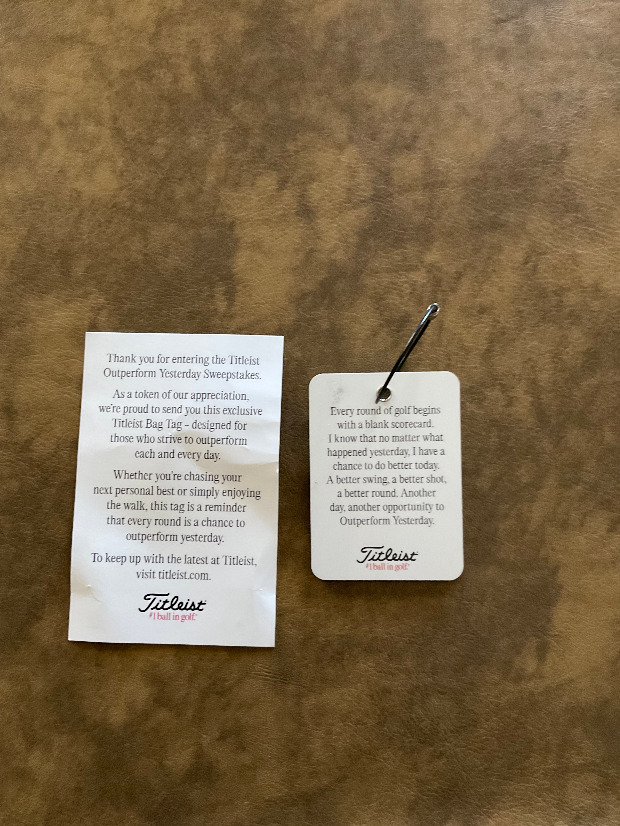 Thank you for entering the Titleist
Outperform Yesterday Sweepstakes.
As a token of our appreciation,
we're proud to send you this exclusive
Titleist Bag Tag – designed for
those who strive to outperform
each and every day.
Whether you're chasing your
next personal best or simply enjoying
the walk, this tag is a reminder
that every round is a chance to
outperform yesterday.
To keep up with the latest at Titleist,
visit titleist.com.
Titleist
#1 ball in golf.
Every round of golf begins
with a blank scorecard.
I know that no matter what
happened yesterday, I have a
chance to do better today.
A better swing, a better shot,
a better round. Another
day, another opportunity to
Outperform Yesterday.
Titleist
#1 ball in golf.